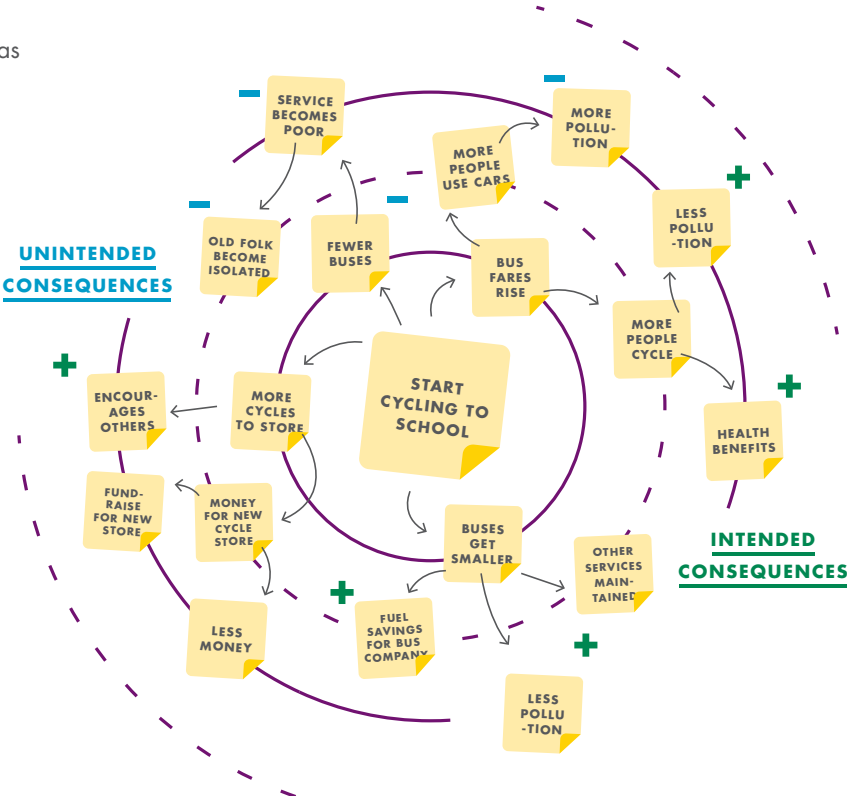 as
SERVICE
BECOMES
POOR
MORE
POLLU-
TION
MORE
PEOPLE
USE CARS
LESS
POLLU
-TION
OLD FOLK
BECOME
ISOLATED
FEWER
BUSES
BUS
FARES
RISE
UNINTENDED
CONSEQUENCES
MORE
PEOPLE
CYCLE
START
CYCLING TO
SCHOOL
ENCOUR-
AGES
OTHERS
MORE
CYCLES
TO STORE
HEALTH
BENEFITS
FUND-
RAISE
FOR NEW
STORE
MONEY
FOR NEW
CYCLE
STORE
BUSES
GET
SMALLER
OTHER
SERVICES
MAIN-
TAINED
INTENDED
CONSEQUENCES
LESS
MONEY
FUEL
SAVINGS
FOR BUS
COMPANY
LESS
POLLU
-TION